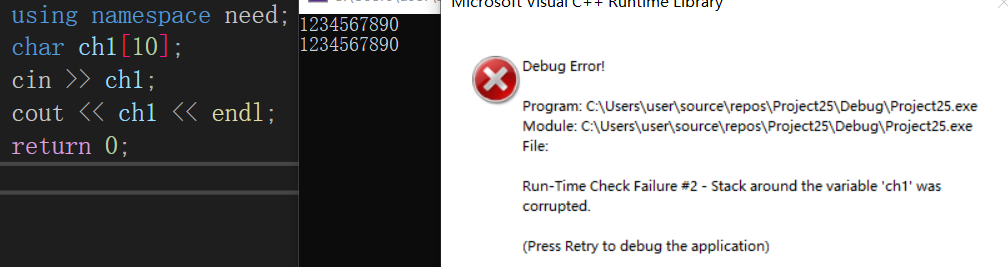 using namespace need;
char ch1[10];
cin >> ch1;
cout << ch1 << endl;
return 0;
1234567890
1234567890
Microsoft Visual C++ Runtime Library
Debug Error!
Program: C:\Users\user\source\repos\Project25\Debug\Project25.exe
Module: C:\Users\user\source\repos\Project25\Debug\Project25.exe
File:
Run-Time Check Failure #2 - Stack around the variable 'ch1' was
corrupted.
(Press Retry to debug the application)